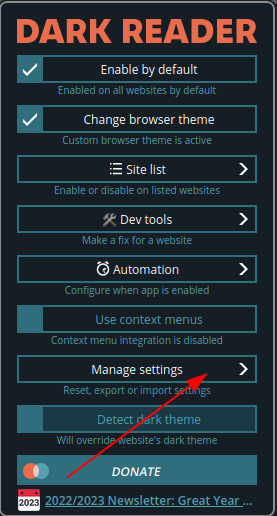 DARK READER
Enable by default
Enabled on all websites by default
Change browser theme
Custom browser theme is active
Site list
Enable or disable on listed websites
Dev tools
Make a fix for a website
Automation
Configure when app is enabled
Use context menus
Context menu integration is disabled
Manage settings
Reset, export or import settings
Detect dark theme
Will override website's dark theme
DONATE
2023 2022/2023 Newsletter: Great Year ...